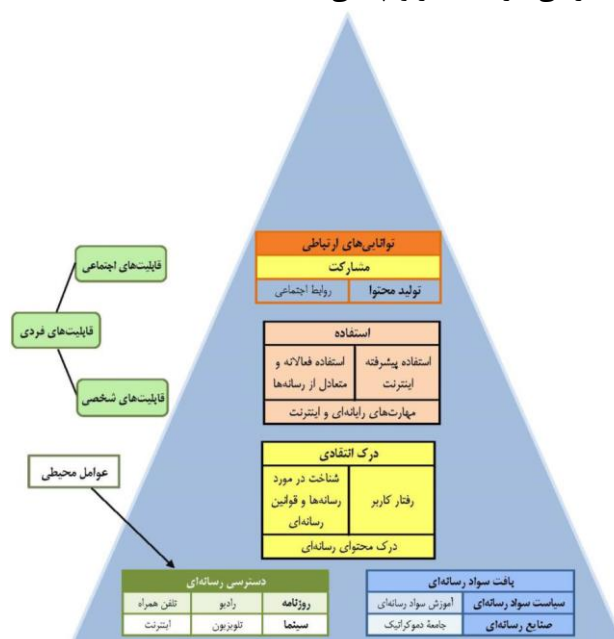 توانایی‌های ارتباطی
مشارکت
تولید محتوا
روابط اجتماعی
قابلیت‌های اجتماعی
قابلیت‌های فردی
قابلیت‌های شخصی
استفاده
استفاده پیشرفته
اینترنت
استفاده فعالانه و
متعادل از رسانه‌ها
مهارت‌های رایانه‌ای و اینترنت
درک انتقادی
رفتار کاربر
شناخت در مورد
رسانه‌ها و قوانین
رسانه‌ای
درک محتوای رسانه‌ای
عوامل محیطی
بافت سواد رسانه‌ای
سیاست سواد رسانه‌ای
آموزش سواد رسانه‌ای
صنایع رسانه‌ای
جامعهٔ دموکراتیک
دسترسی رسانه‌ای
روزنامه
رادیو
تلفن همراه
سینما
تلویزیون
اینترنت